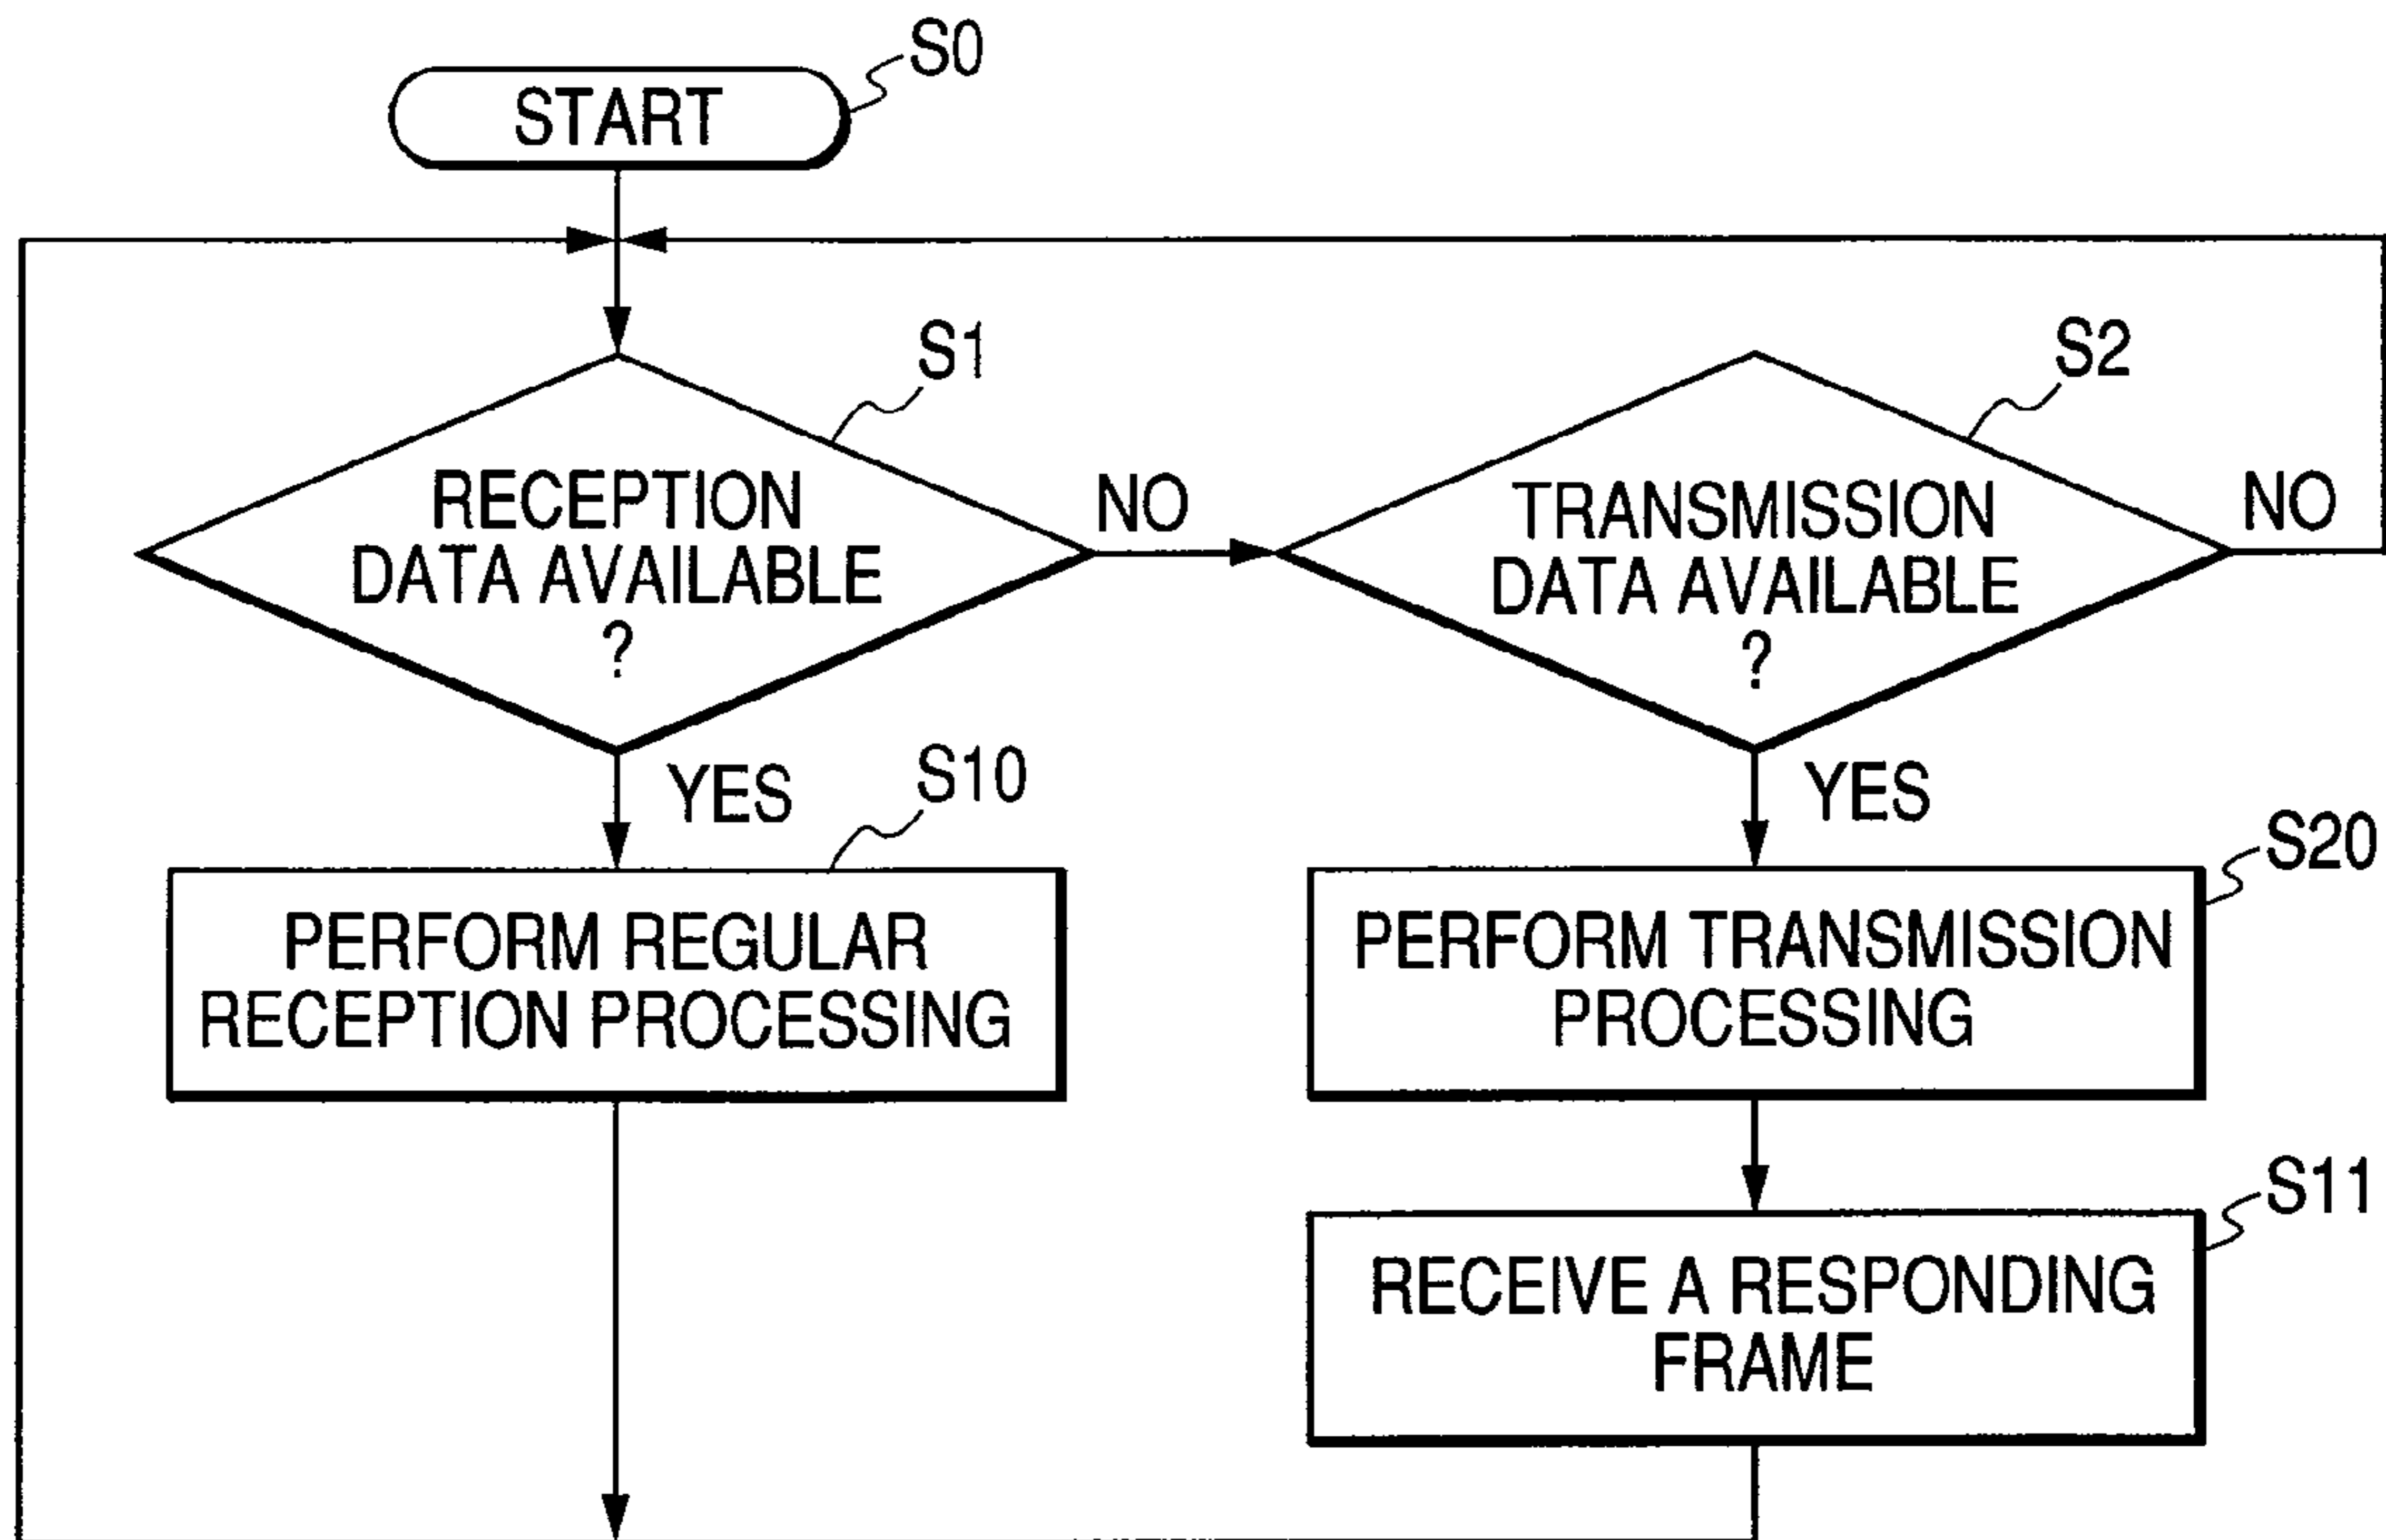 S0
START
S1
RECEPTION
DATA AVAILABLE
?
NO
S2
TRANSMISSION
DATA AVAILABLE
?
NO
YES
S10
PERFORM REGULAR
RECEPTION PROCESSING
YES
S20
PERFORM TRANSMISSION
PROCESSING
S11
RECEIVE A RESPONDING
FRAME